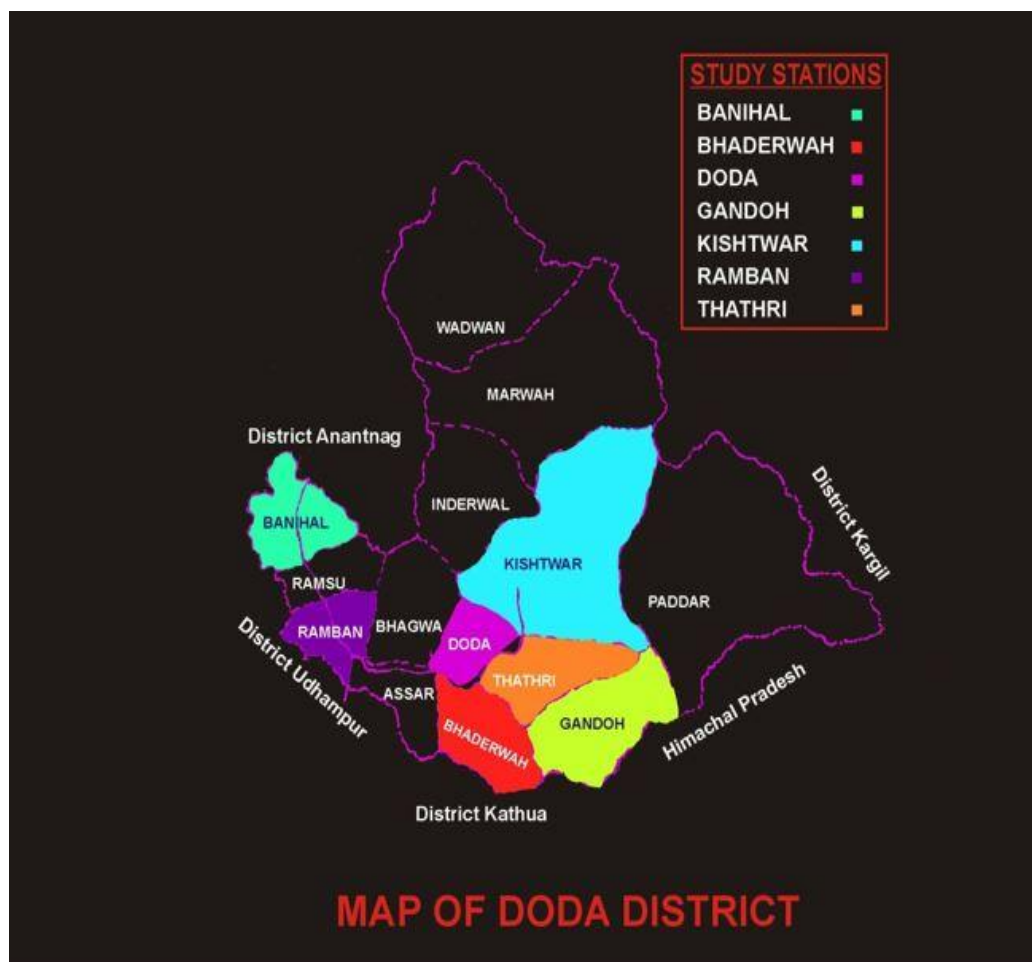 STUDY STATIONS
BANIHAL
BHADERWAH
DODA
GANDOH
KISHTWAR
RAMBAN
THATHRI
WADWAN
MARWAH
District Anantnag
INDERWAL
District Kargil
BANIHAL
KISHTWAR
RAMSU
PADDAR
RAMBAN
BHAGWA
DODA
District Udhampur
THATHRI
ASSAR
GANDOH
BHADERWAH
Himachal Pradesh
District Kathua
MAP OF DODA DISTRICT